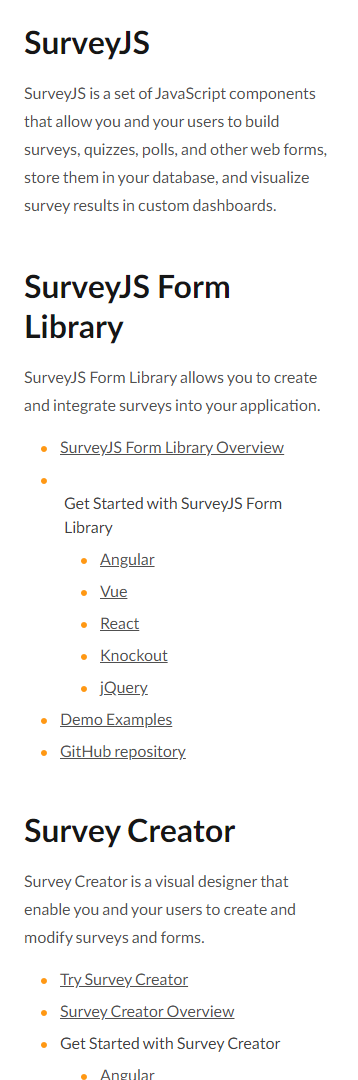 SurveyJS
SurveyJS is a set of JavaScript components
that allow you and your users to build
surveys, quizzes, polls, and other web forms,
store them in your database, and visualize
survey results in custom dashboards.
SurveyJS Form
Library
SurveyJS Form Library allows you to create
and integrate surveys into your application.
SurveyJS Form Library Overview
Get Started with SurveyJS Form
Library
Angular
Vue
React
Knockout
jQuery
Demo Examples
GitHub repository
Survey Creator
Survey Creator is a visual designer that
enable you and your users to create and
modify surveys and forms.
Try Survey Creator
Survey Creator Overview
Get Started with Survey Creator
Angular